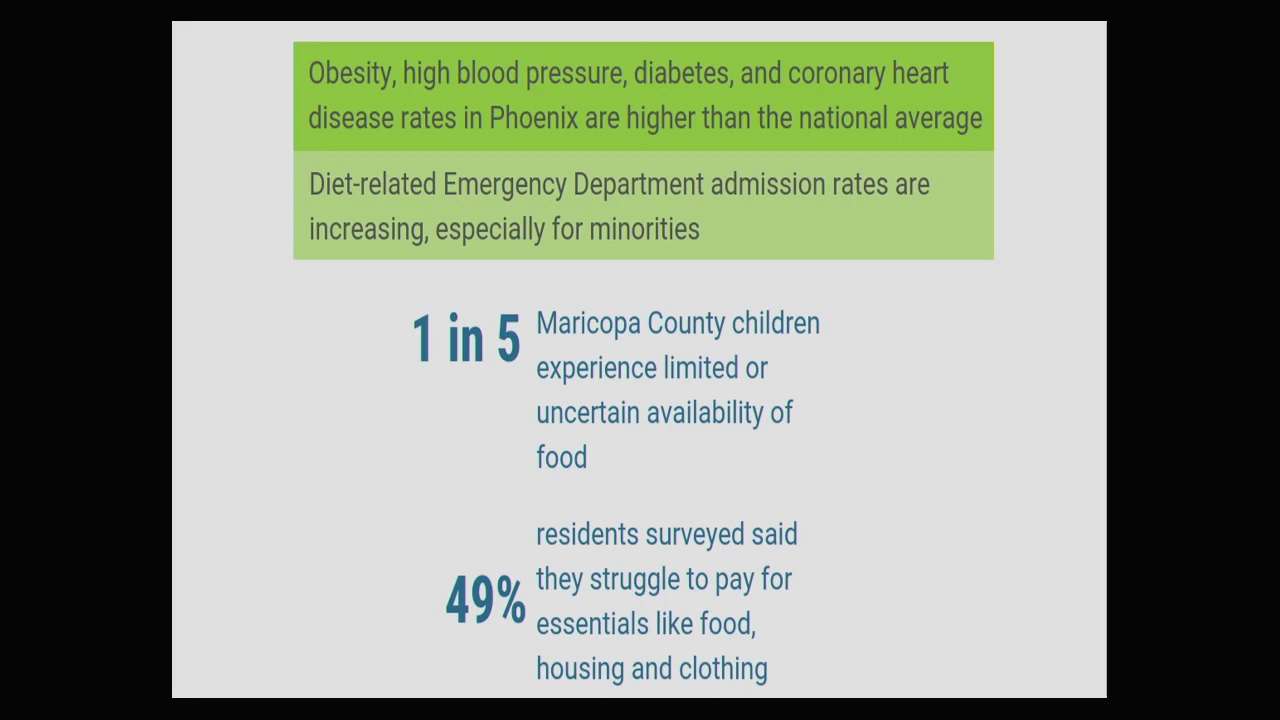 Obesity, high blood pressure, diabetes, and coronary heart
disease rates in Phoenix are higher than the national average
Diet-related Emergency Department admission rates are
increasing, especially for minorities
1 in 5
Maricopa County children
experience limited or
uncertain availability of
food
49%
residents surveyed said
they struggle to pay for
essentials like food,
housing and clothing